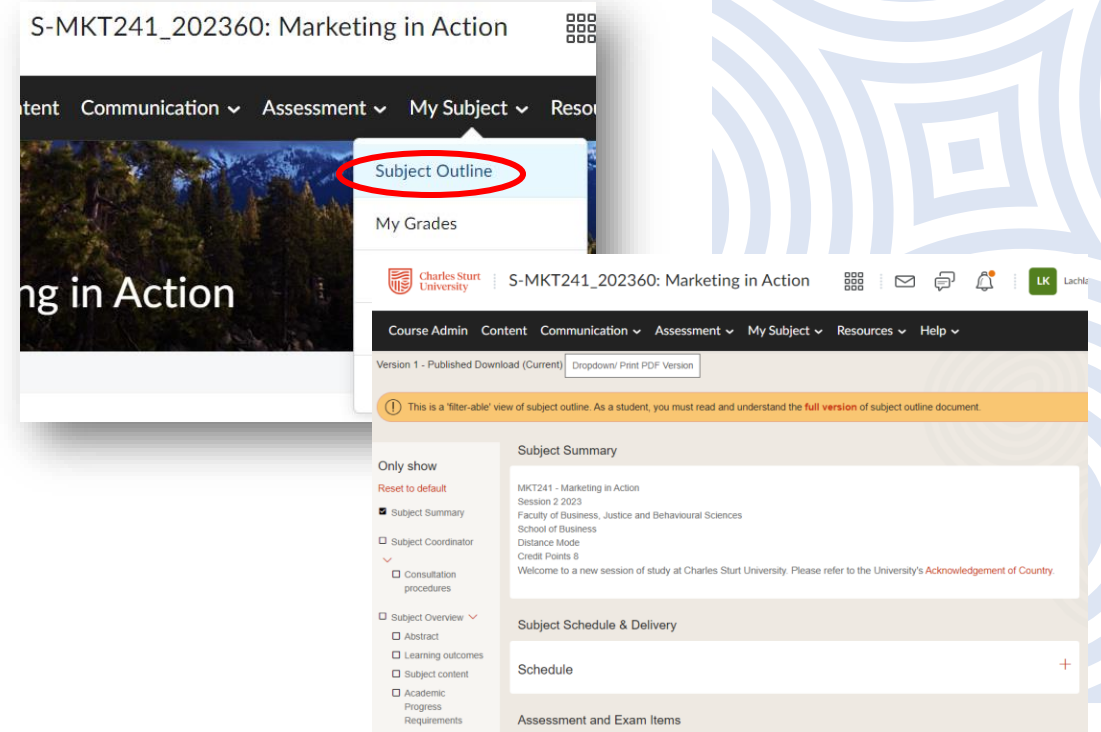 S-MKT241_202360: Marketing in Action
Communication Assessment My Subject
Subject Outline
My Grades
in Action
Charles Sturt
University
S-MKT241_202360: Marketing in Action
LK
Course Admin Content Communication Assessment My Subject Resources Help
Version 1 - Published Download (Current) Dropdown/ Print PDF Version
This is a 'filter-able' view of subject outline. As a student, you must read and understand the full version of subject outline document.
Only show
Reset to default
Subject Summary
Subject Coordinator
Consultation
procedures
Subject Overview
Abstract
Learning outcomes
Subject content
Academic
Progress
Requirements
Subject Summary
MKT241 - Marketing in Action
Session 2 2023
Faculty of Business, Justice and Behavioural Sciences
School of Business
Distance Mode
Credit Points 8
Welcome to a new session of study at Charles Sturt University. Please refer to the University's Acknowledgement of Country.
Subject Schedule & Delivery
Schedule
Assessment and Exam Items